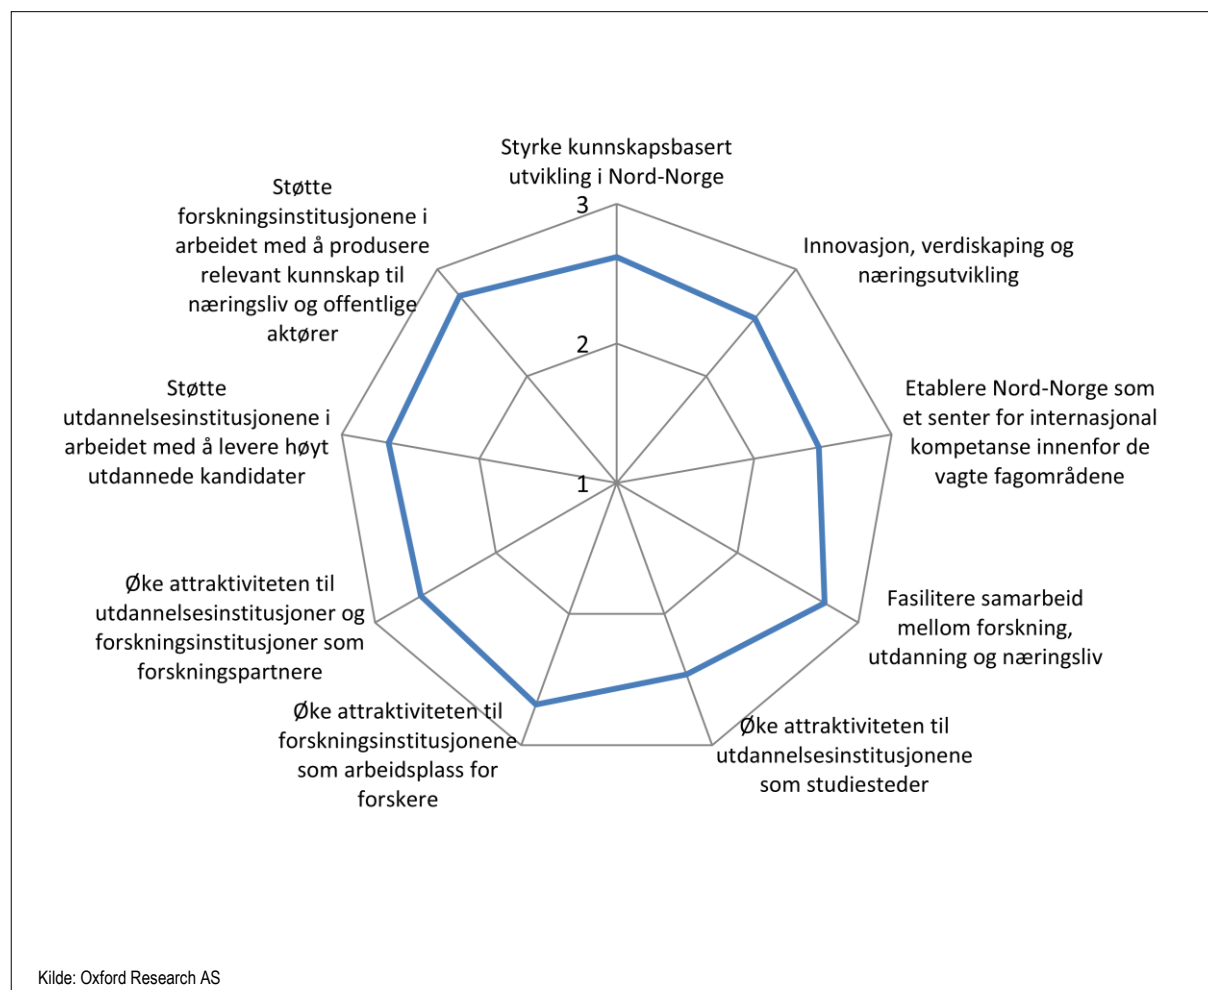 Styrke kunnskapsbasert
utvikling i Nord-Norge
Støtte
forskningsinstitusjonene i
arbeidet med å produsere
relevant kunnskap til
næringsliv og offentlige
aktører
3
Innovasjon, verdiskaping og
næringsutvikling
2
Støtte
utdannelsesinstitusjonene i
arbeidet med å levere høyt
utdannede kandidater
Etablere Nord-Norge som
et senter for internasjonal
kompetanse innenfor de
vagte fagområdene
1
Øke attraktiviteten til
utdannelsesinstitusjoner og
forskningsinstitusjoner som
forskningspartnere
Fasilitere samarbeid
mellom forskning,
utdanning og næringsliv
Øke attraktiviteten til
forskningsinstitusjonene
som arbeidsplass for
forskere
Øke attraktiviteten til
utdannelsesinstitusjonene
som studiesteder
Kilde: Oxford Research AS